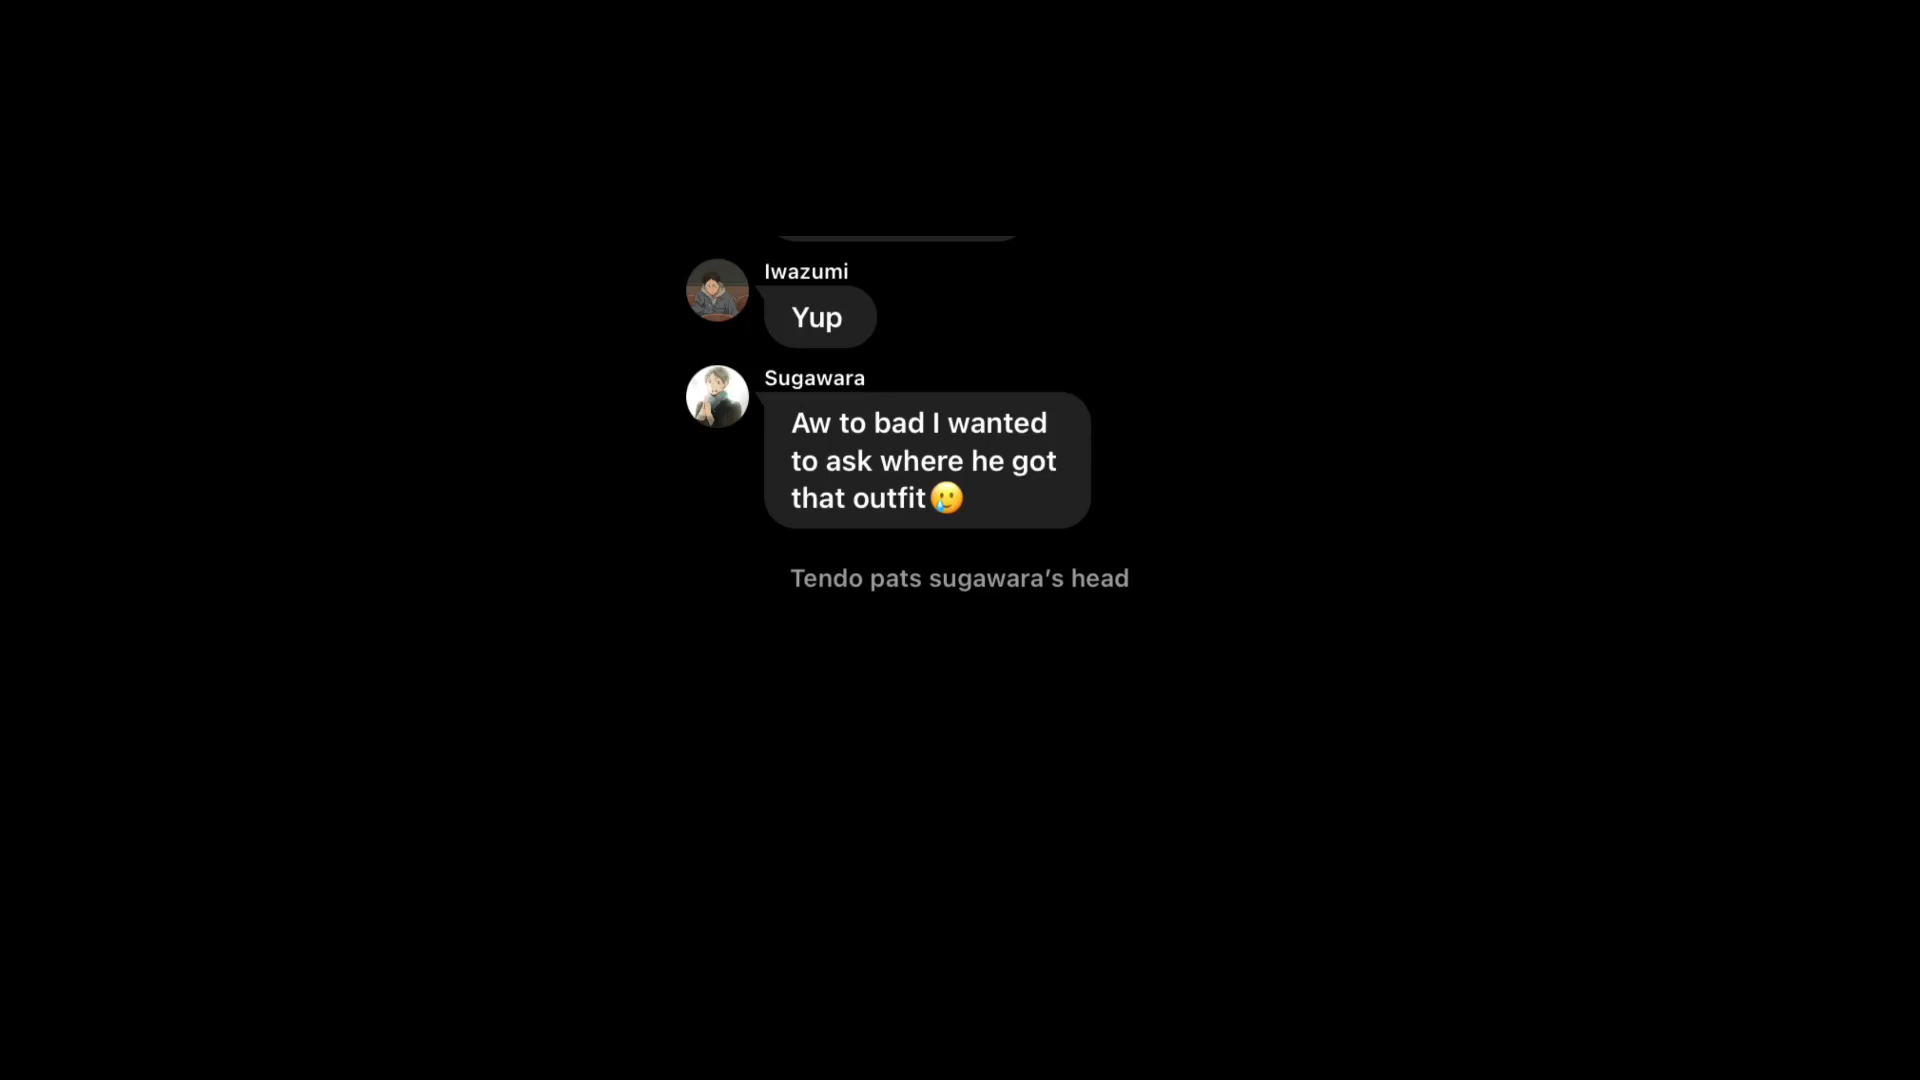 Iwazumi
Yup
Sugawara
Aw to bad I wanted
to ask where he got
that outfit🥲
Tendo pats sugawara’s head